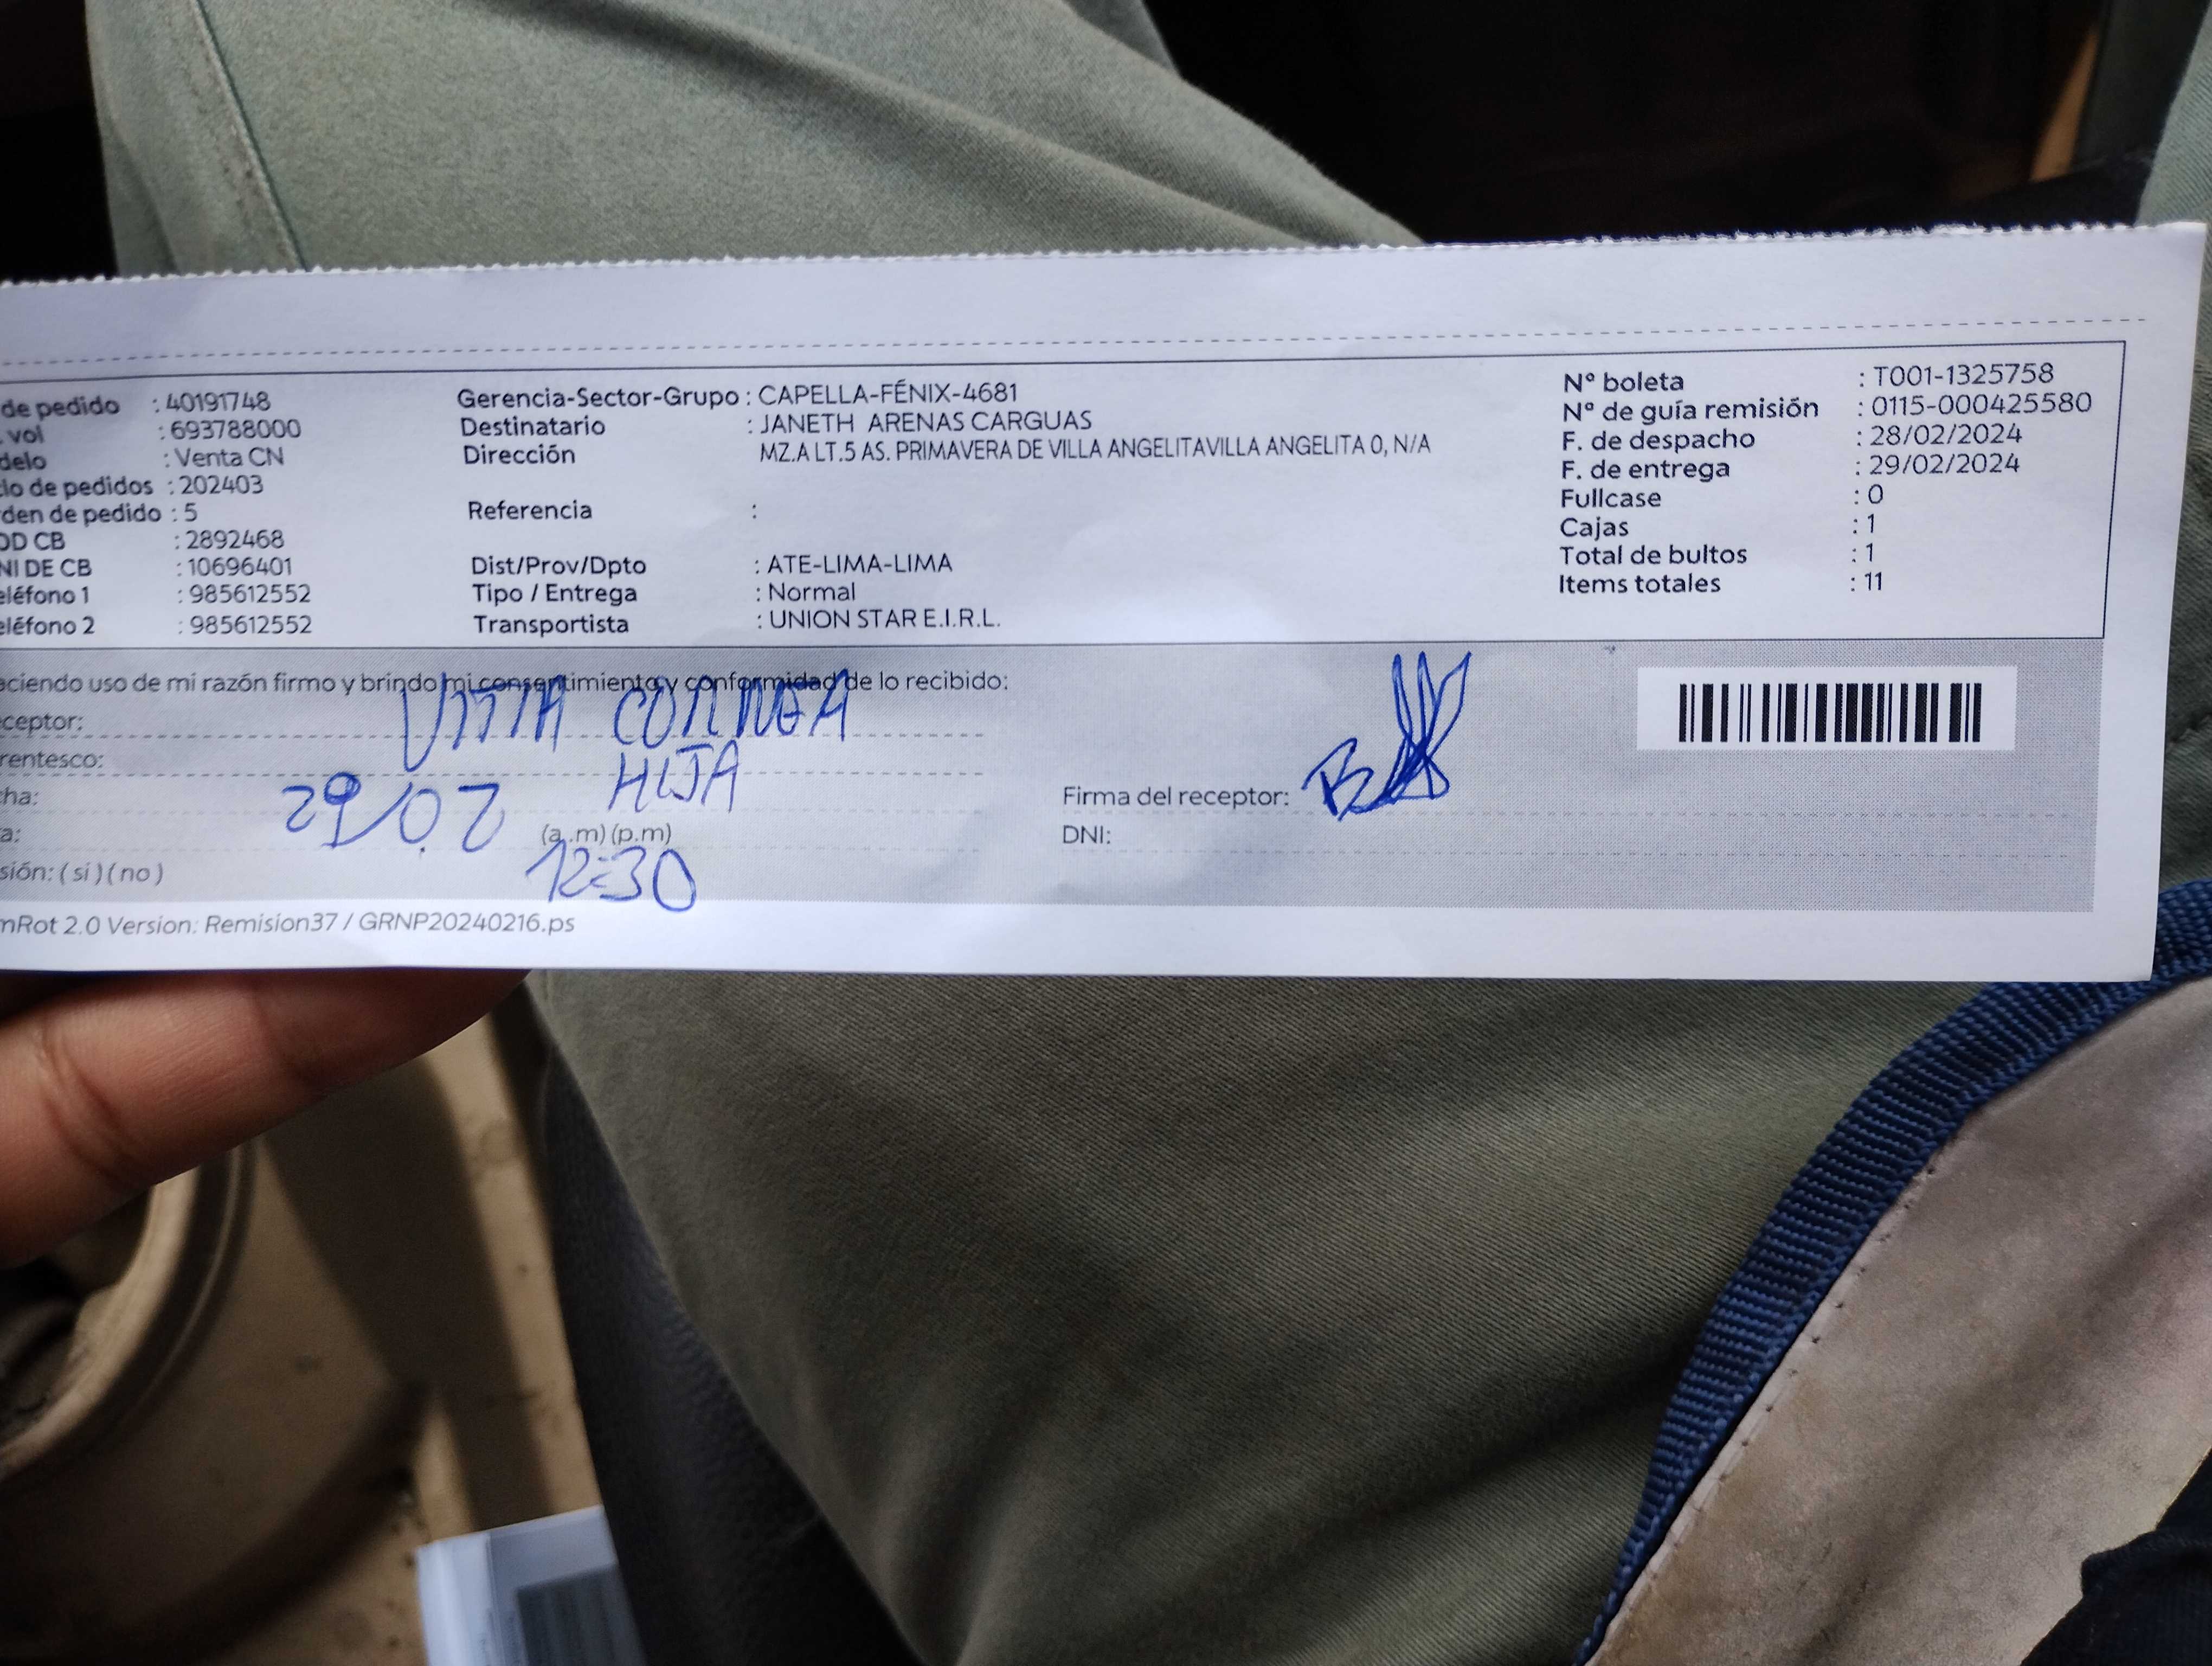 de pedido : 40191748
vol : 693788000
delo : Venta CN
lo de pedidos : 202403
den de pedido : 5
OD CB : 2892468
NI DE CB : 10696401
eléfono 1 : 985612552
eléfono 2 : 985612552
Gerencia-Sector-Grupo : CAPELLA-FÉNIX-4681
Destinatario : JANETH ARENAS CARGUAS
Dirección MZ.A LT.5 AS. PRIMAVERA DE VILLA ANGELITAVILLA ANGELITA 0, N/A
Referencia :
Dist/Prov/Dpto : ATE-LIMA-LIMA
Tipo / Entrega : Normal
Transportista : UNION STAR E.I.R.L.
Nº boleta : T001-1325758
Nº de guía remisión : 0115-000425580
F. de despacho : 28/02/2024
F. de entrega : 29/02/2024
Fullcase : 0
Cajas : 1
Total de bultos : 1
Items totales : 11
aciendo uso de mi razón firmo y brindo mi consentimiento y conformidad de lo recibido:
ceptor: CORREA
rentesco: HIJA
ha: 29/02
a: (a.m) (p.m)
12:30
sión: ( si ) ( no )
Firma del receptor:
DNI:
mRot 2.0 Version: Remision37 / GRNP20240216.ps